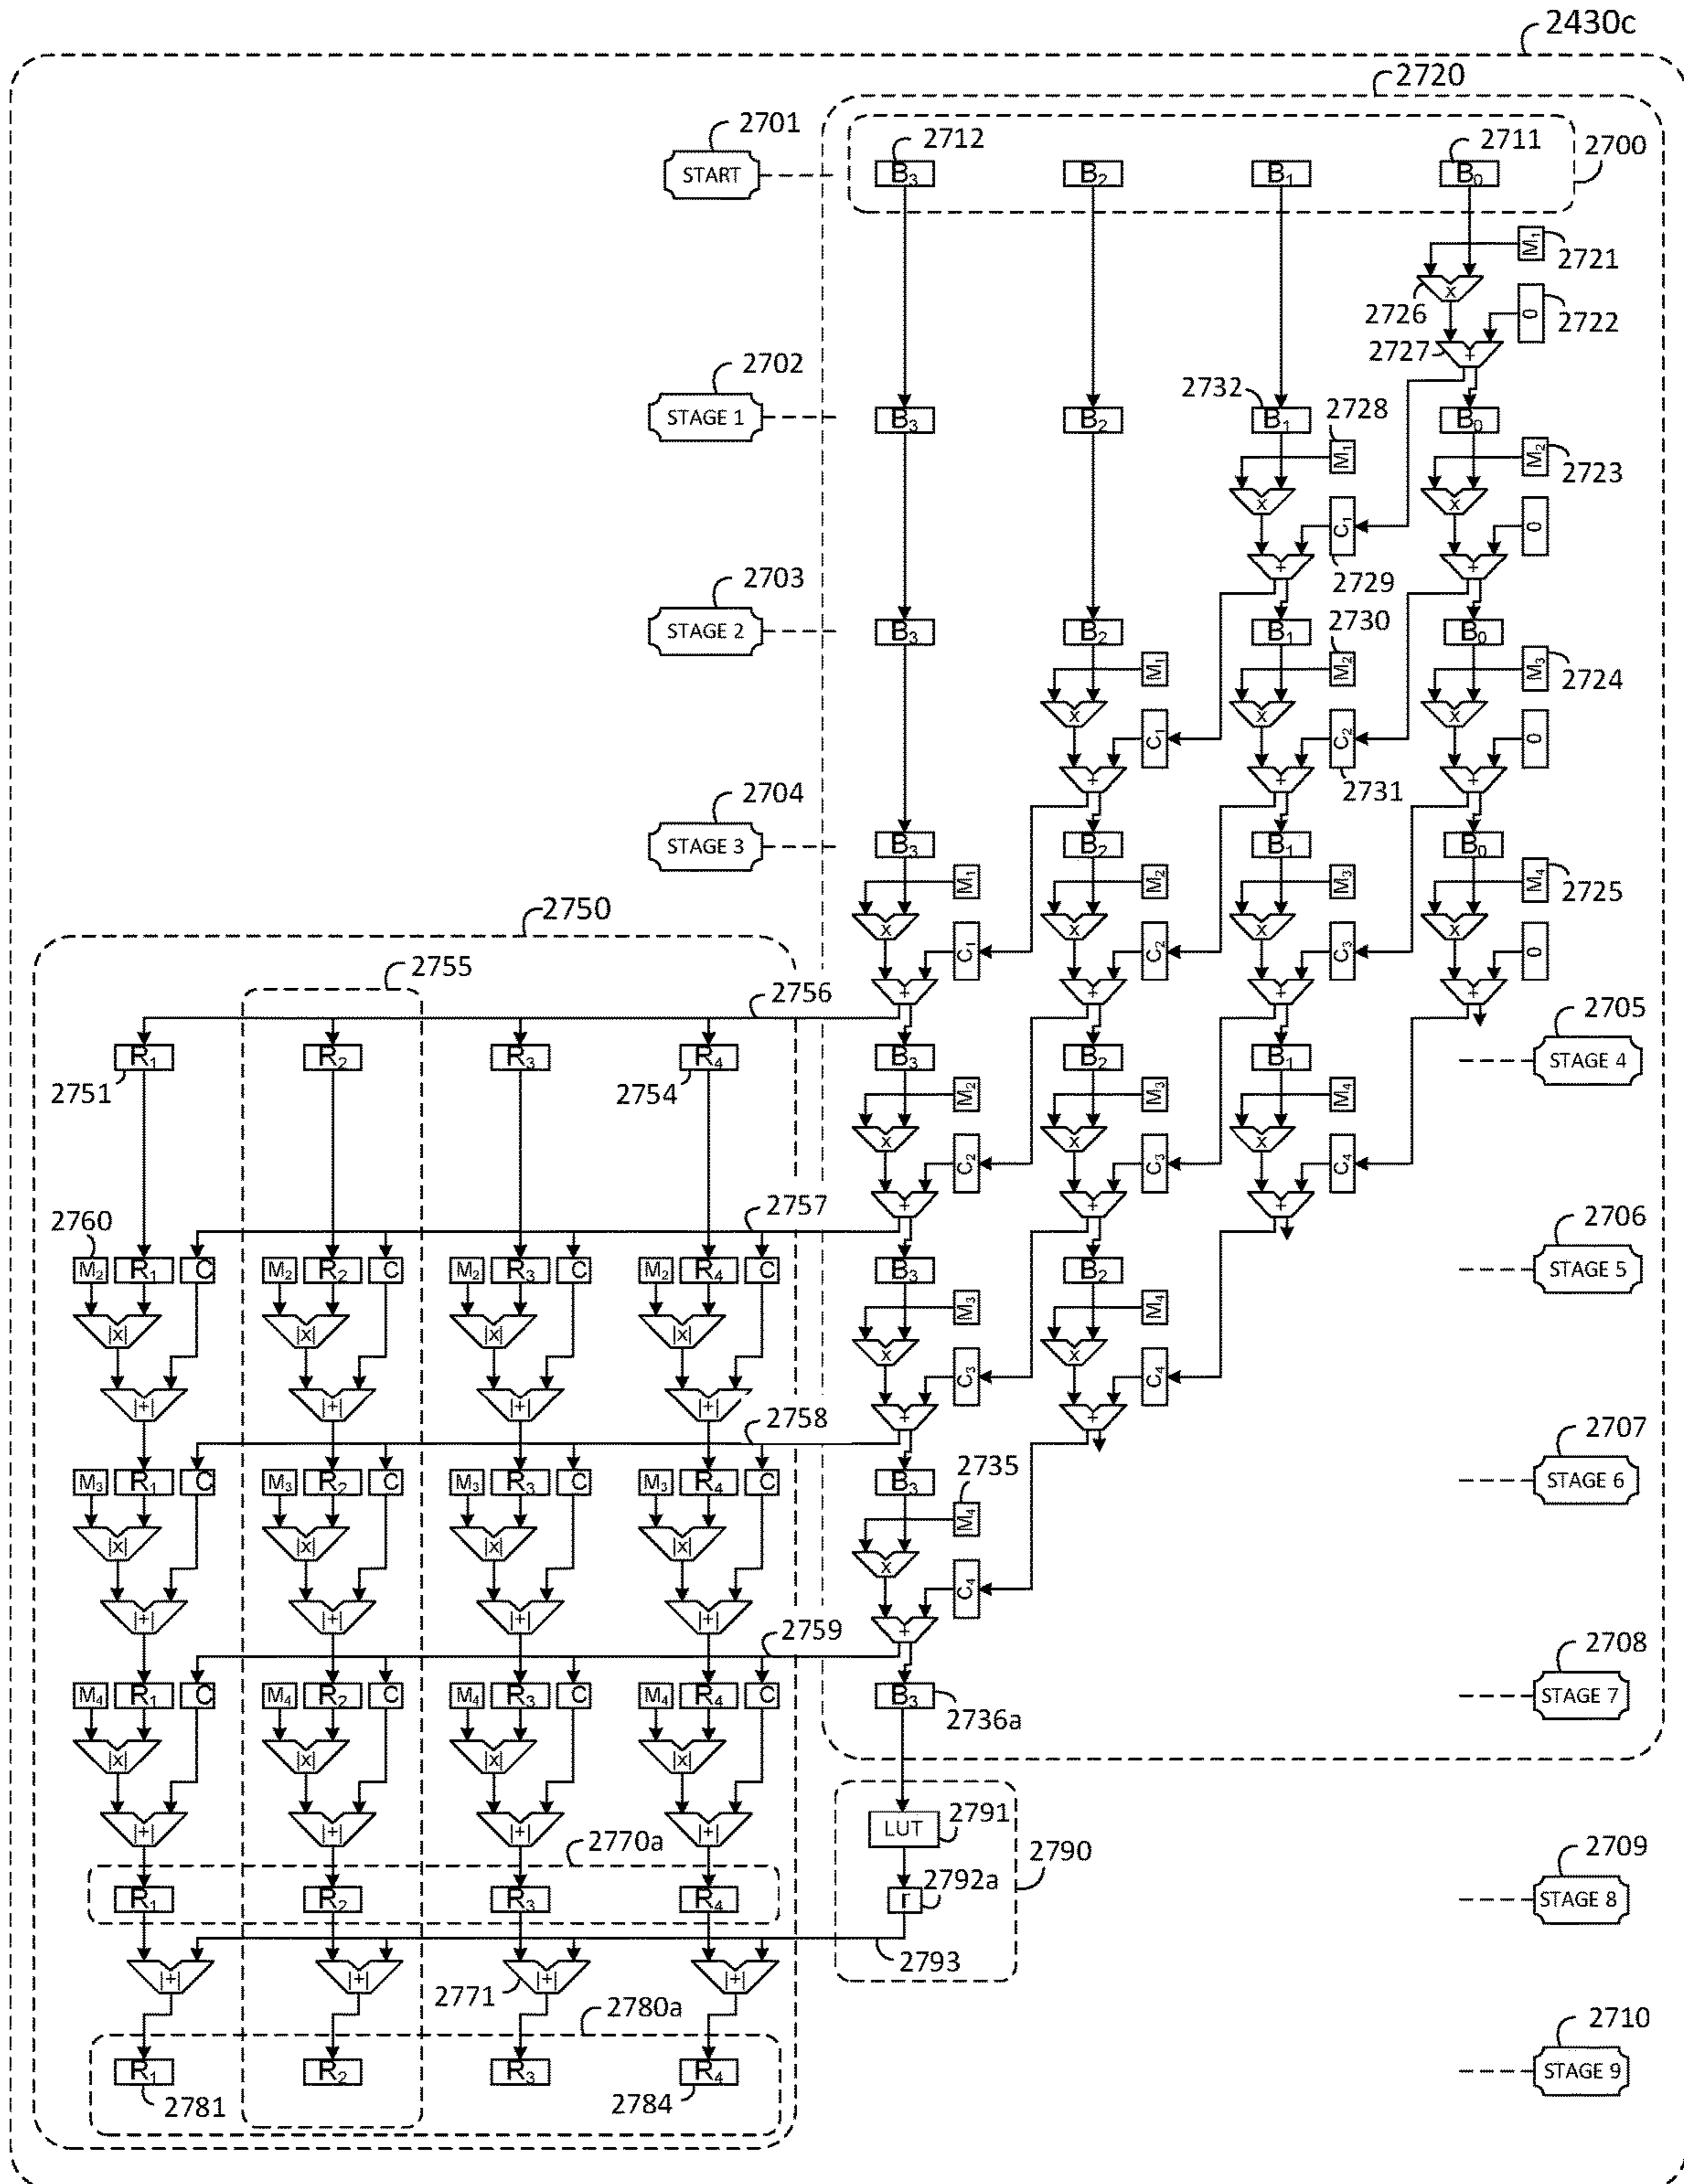 2430c
2720
2701
2712
2711
2700
START
B₃ B₂ B₁ B₀
M₁
2721
x
2726
0
2722
2727
+
2702
2732
2728
STAGE 1
B₃ B₂ B₁ B₀
M₁ M₂
2723
x x
C₁ 0
+ +
2729
2703
2730
STAGE 2
B₃ B₂ B₁ B₀
M₁ M₂ M₃
2724
x x x
C₁ C₂ 0
+ + +
2731
2704
STAGE 3
B₃ B₂ B₁ B₀
M₁ M₂ M₃ M₄
2725
2750
x x x x
C₁ C₂ C₃ 0
2755
2756
+ + + +
2705
R₁ R₂ R₃ R₄ B₃ B₂ B₁
STAGE 4
2751
2754
M₂ M₃ M₄
x x x
C₂ C₃ C₄
+ + +
2760
2757
2706
M₂ R₁ C M₂ R₂ C M₂ R₃ C M₂ R₄ C B₃ B₂
STAGE 5
M₃ M₄
|x| |x| |x| |x| x x
C₃ C₄
|+| |+| |+| |+| + +
2758
2707
2735
M₃ R₁ C M₃ R₂ C M₃ R₃ C M₃ R₄ C B₃
STAGE 6
M₄
|x| |x| |x| |x| x
C₄
|+| |+| |+| |+| +
2759
2708
M₄ R₁ C M₄ R₂ C M₄ R₃ C M₄ R₄ C B₃
STAGE 7
2736a
|x| |x| |x| |x|
|+| |+| |+| |+|
LUT
2791
2770a
2790
2709
2792a
R₁ R₂ R₃ R₄ r
STAGE 8
2793
|+| |+| |+| |+|
2771
2780a
2710
R₁ R₂ R₃ R₄
STAGE 9
2781
2784